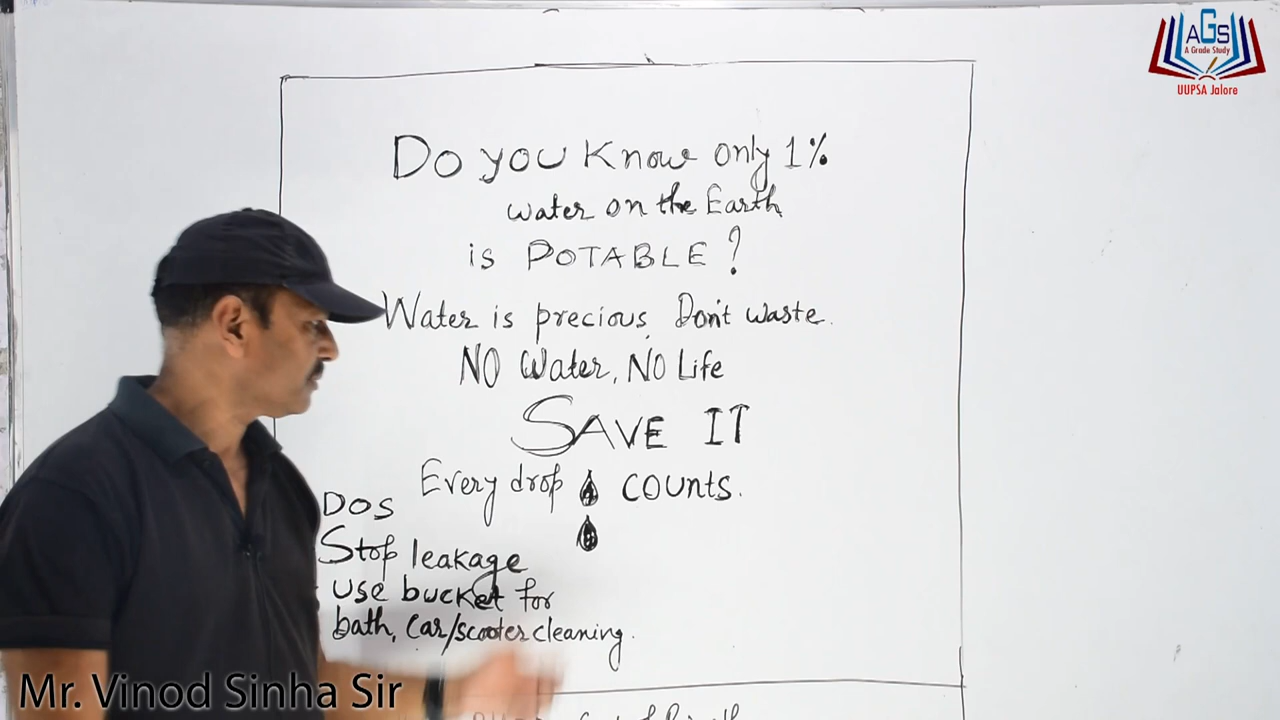 AGS
A Grade Study
UUPSA Jalore
Do you Know only 1%
water on the Earth
is POTABLE?
Water is precious, Don't waste.
NO Water, NO Life
SAVE IT
Every drop counts.
DOS
Stop leakage
use bucket for
bath, Car/scooter cleaning.
Mr. Vinod Sinha Sir